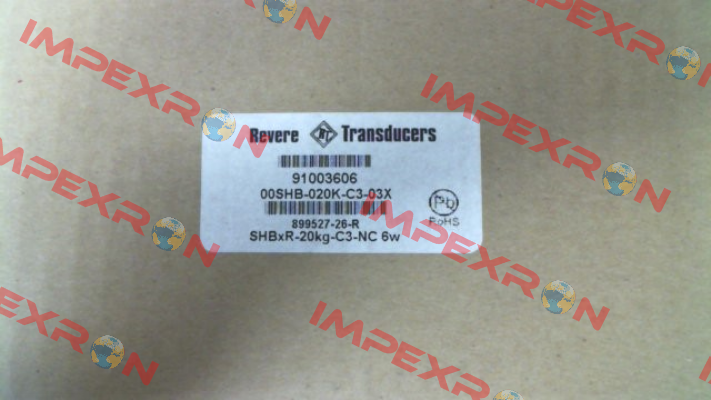 Revere RT Transducers
91003606
00SHB-020K-C3-03X
899527-26-R
SHBxR-20kg-C3-NC 6w
Pb
RoHS
IMPEXRON
IMPEXRON
IMPEXRON
IMPEXRON
IMPEXRON
IMPEXRON